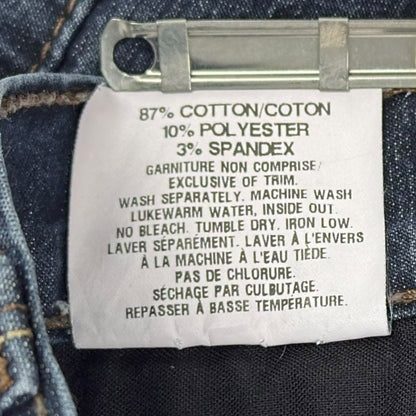 87% COTTON/COTON
10% POLYESTER
3% SPANDEX
GARNITURE NON COMPRISE/
EXCLUSIVE OF TRIM.
WASH SEPARATELY. MACHINE WASH
LUKEWARM WATER, INSIDE OUT.
NO BLEACH. TUMBLE DRY. IRON LOW.
LAVER SÉPARÉMENT. LAVER À L'ENVERS
À LA MACHINE À L'EAU TIÈDE.
PAS DE CHLORURE.
SÉCHAGE PAR CULBUTAGE.
REPASSER À BASSE TEMPÉRATURE.